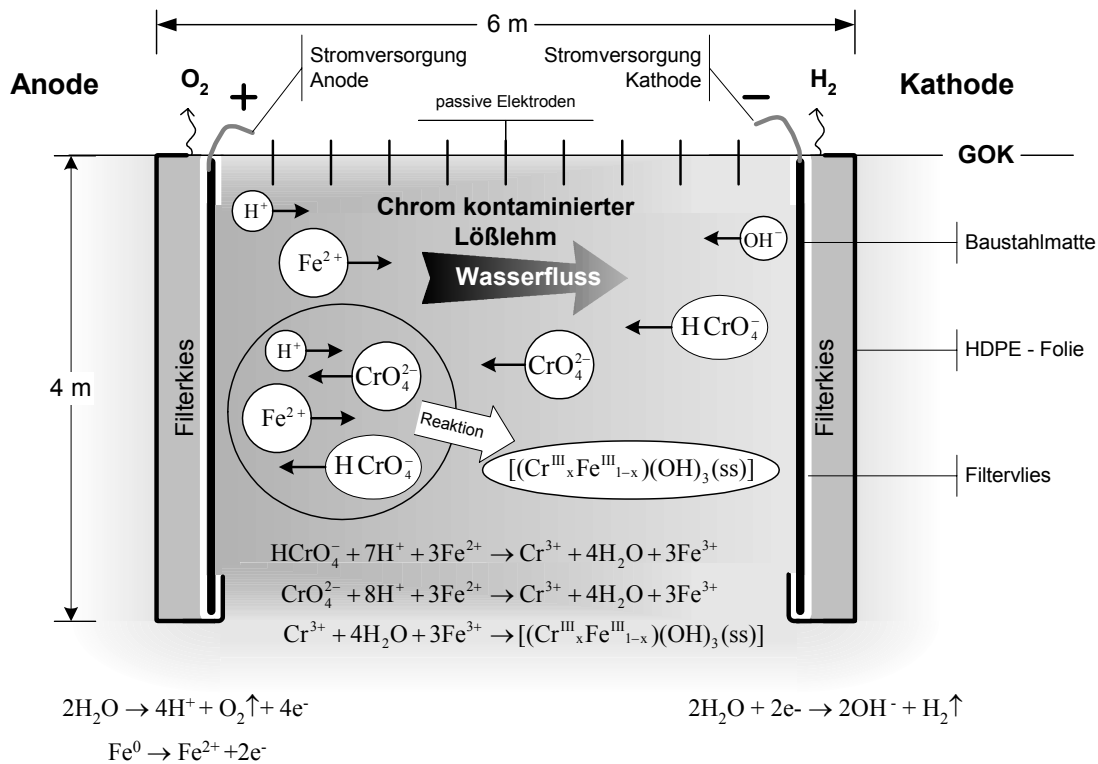 6 m
Stromversorgung
Anode
Stromversorgung
Kathode
Anode
O₂
+
passive Elektroden
−
H₂
Kathode
GOK
H⁺
Chrom kontaminierter
Lößlehm
OH⁻
Baustahlmatte
Fe²⁺
Wasserfluss
HCrO₄⁻
HDPE - Folie
H⁺
CrO₄²⁻
CrO₄²⁻
4 m
Filterkies
Filterkies
Fe²⁺
Reaktion
HCrO₄⁻
[(CrᴵᴵᴵₓFeᴵᴵᴵ₁₋ₓ)(OH)₃(ss)]
Filtervlies
HCrO₄⁻ + 7H⁺ + 3Fe²⁺ → Cr³⁺ + 4H₂O + 3Fe³⁺
CrO₄²⁻ + 8H⁺ + 3Fe²⁺ → Cr³⁺ + 4H₂O + 3Fe³⁺
Cr³⁺ + 4H₂O + 3Fe³⁺ → [(CrᴵᴵᴵₓFeᴵᴵᴵ₁₋ₓ)(OH)₃(ss)]
2H₂O → 4H⁺ + O₂↑ + 4e⁻
2H₂O + 2e- → 2OH⁻ + H₂↑
Fe⁰ → Fe²⁺ +2e⁻